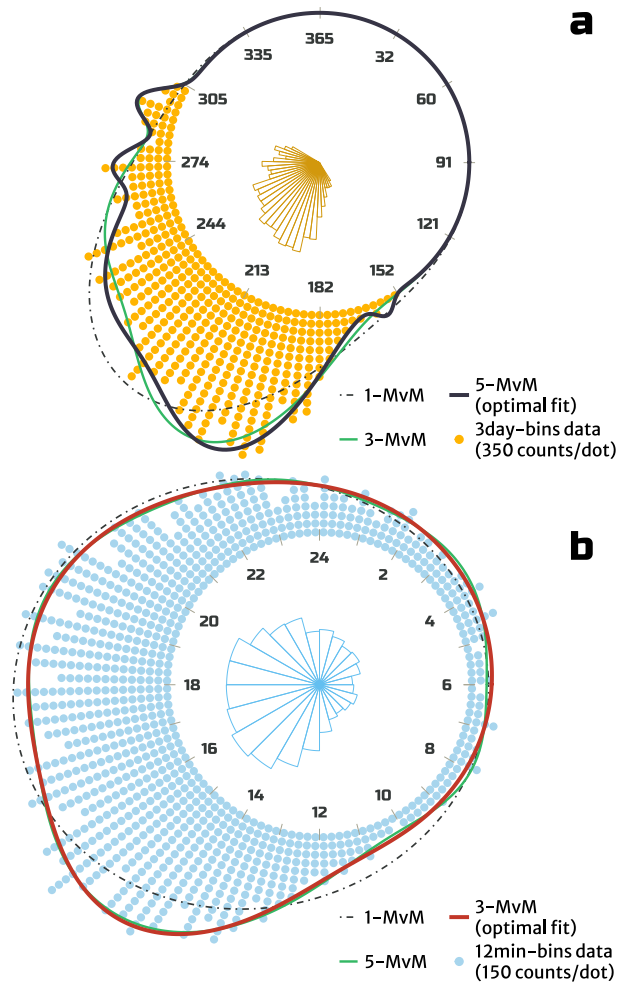 a
365
32
60
91
121
152
182
213
244
274
305
335
1-MvM
5-MvM
(optimal fit)
3-MvM
3day-bins data
(350 counts/dot)
b
24
2
4
6
8
10
12
14
16
18
20
22
1-MvM
3-MvM
(optimal fit)
5-MvM
12min-bins data
(150 counts/dot)